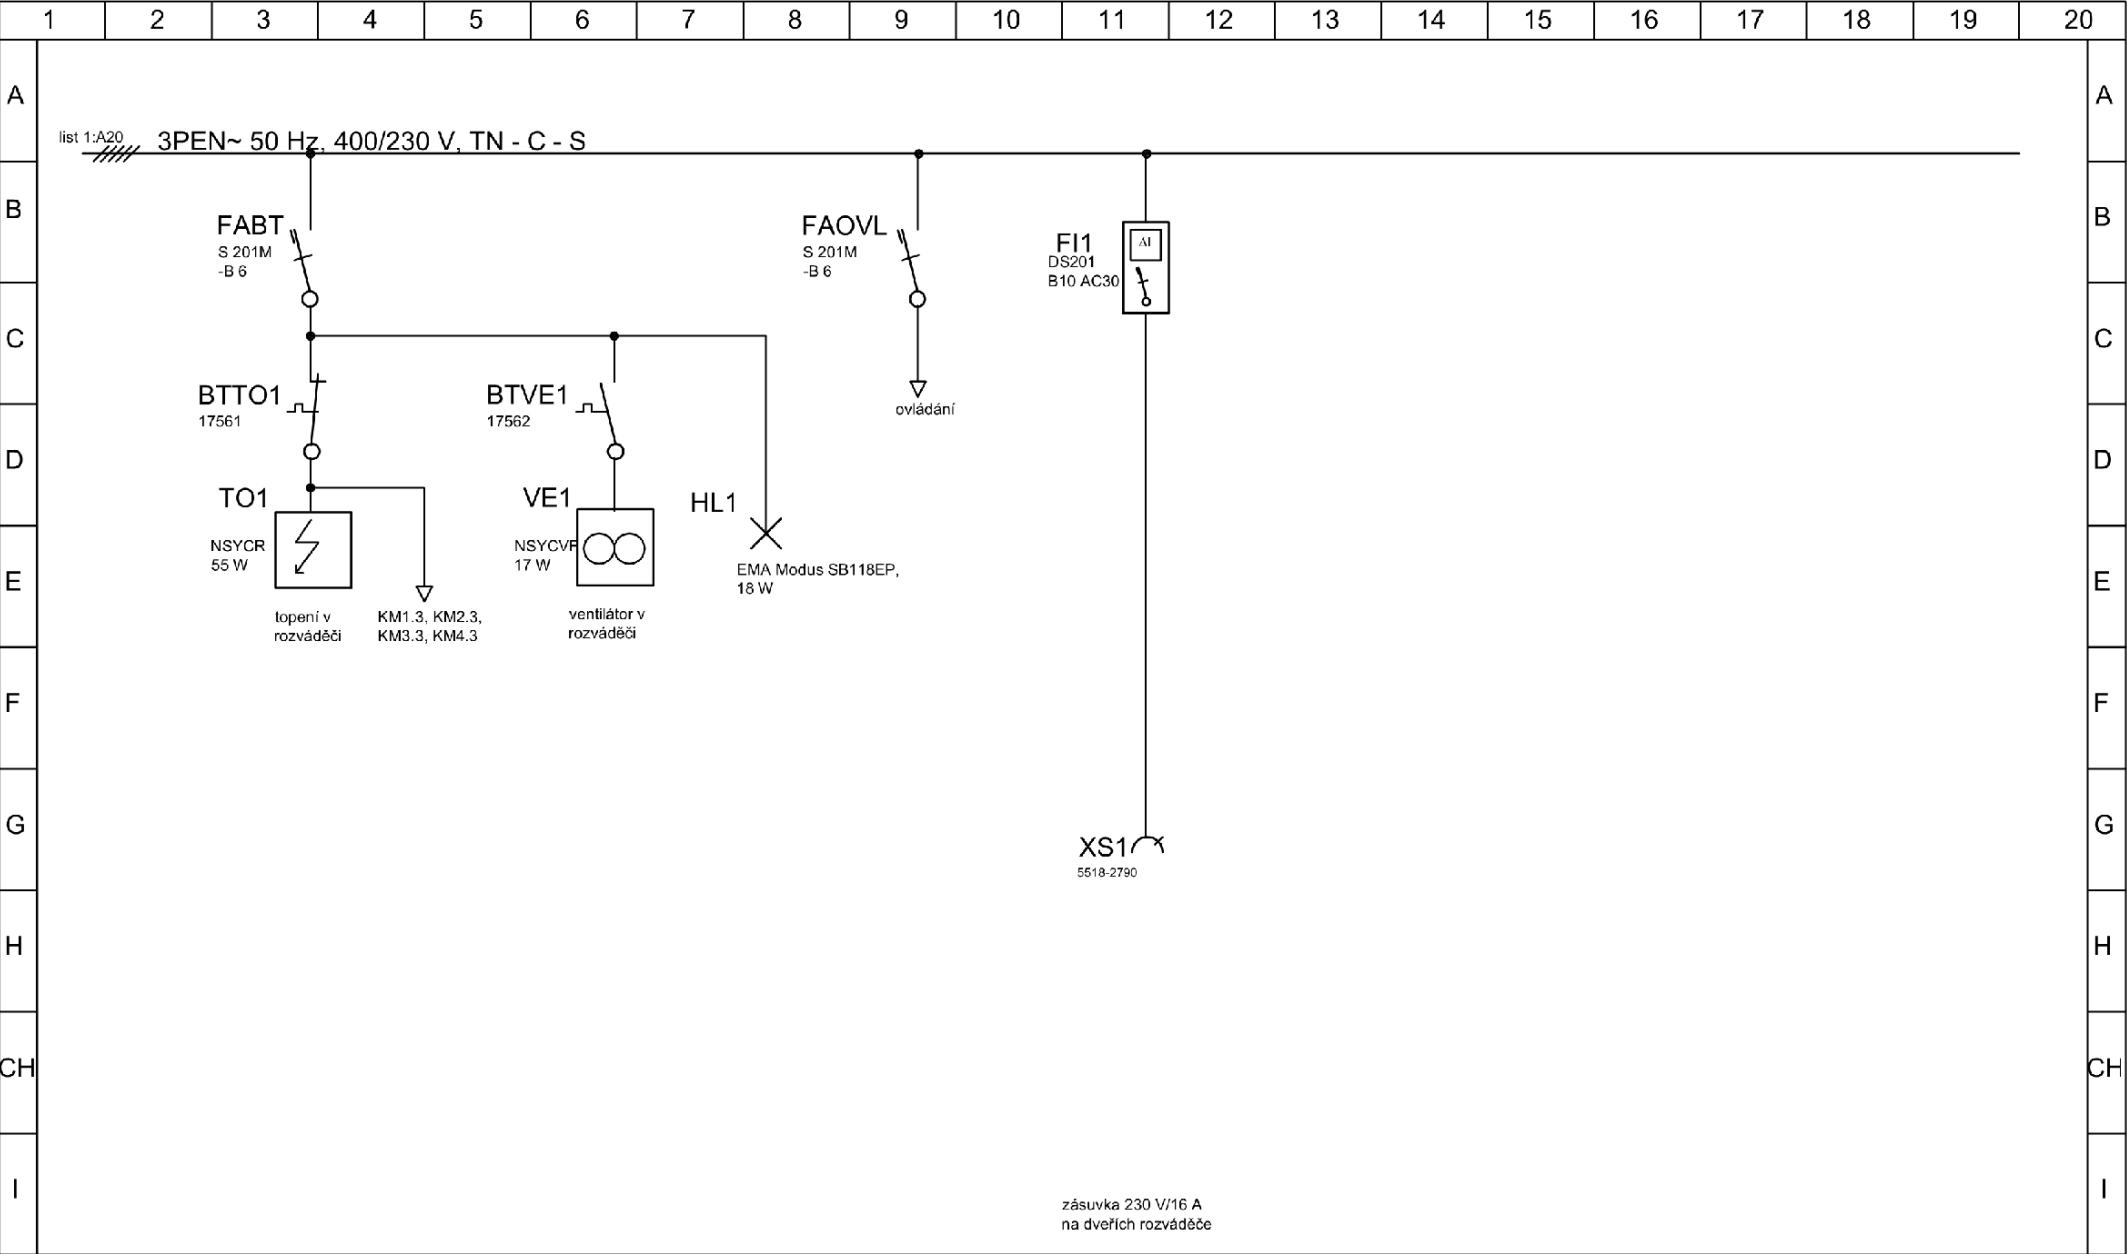 1 2 3 4 5 6 7 8 9 10 11 12 13 14 15 16 17 18 19 20
A A
list 1:A20 3PEN~ 50 Hz, 400/230 V, TN - C - S
B B
FABT
S 201M
-B 6
FAOVL
S 201M
-B 6
FI1
DS201
B10 AC30
ΔI
C C
BTTO1
17561
BTVE1
17562
ovládání
D D
TO1
NSYCR
55 W
topení v
rozváděči
KM1.3, KM2.3,
KM3.3, KM4.3
VE1
NSYCVF
17 W
ventilátor v
rozváděči
HL1
EMA Modus SB118EP,
18 W
E E
F F
G G
XS1
5518-2790
H H
CH CH
I I
zásuvka 230 V/16 A
na dveřích rozváděče